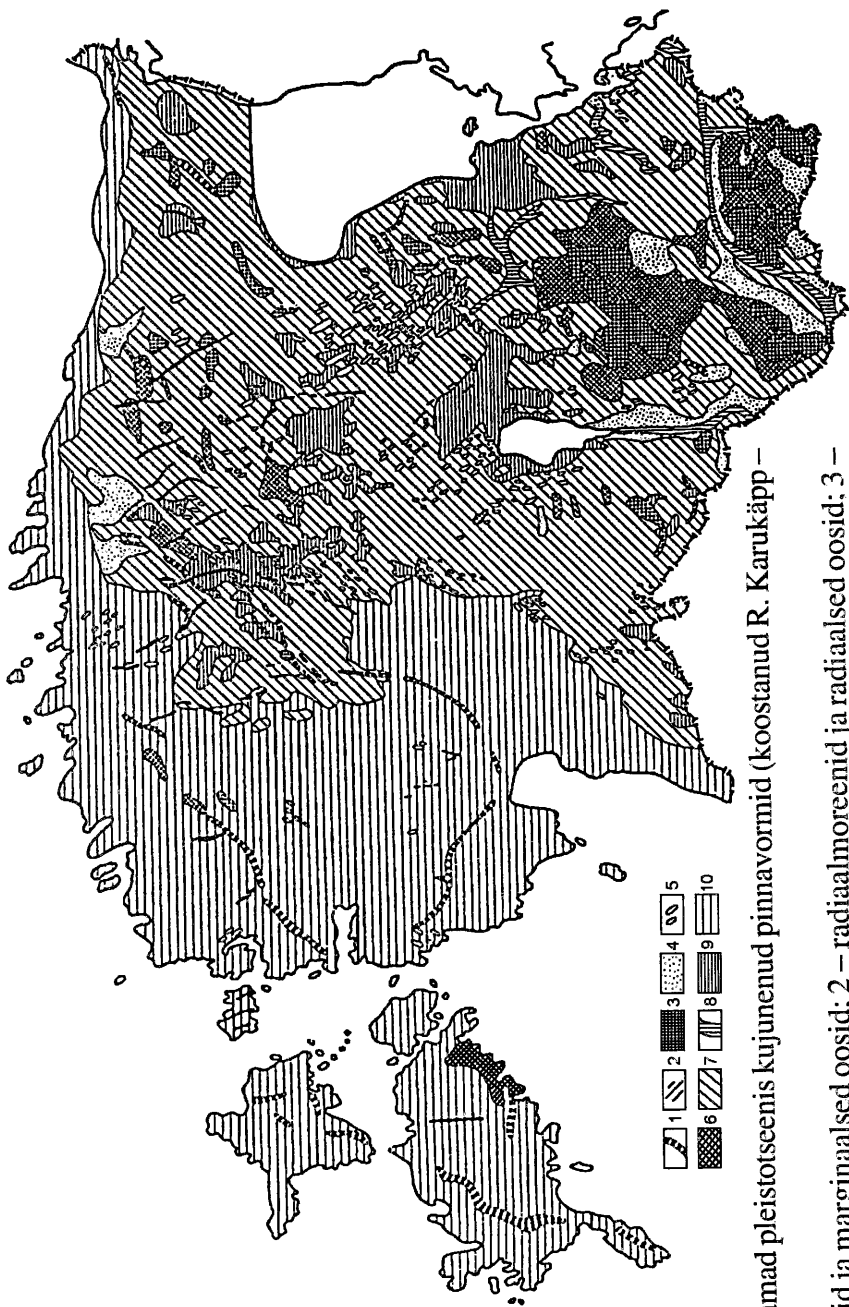 1 2 3 4 5
6 7 8 9 10
mad pleistotseenis kujunenud pinnavormid (koostanud R. Karukäpp –
id ja marginaalsed oosid; 2 – radiaalmoreenid ja radiaalsed oosid; 3 –